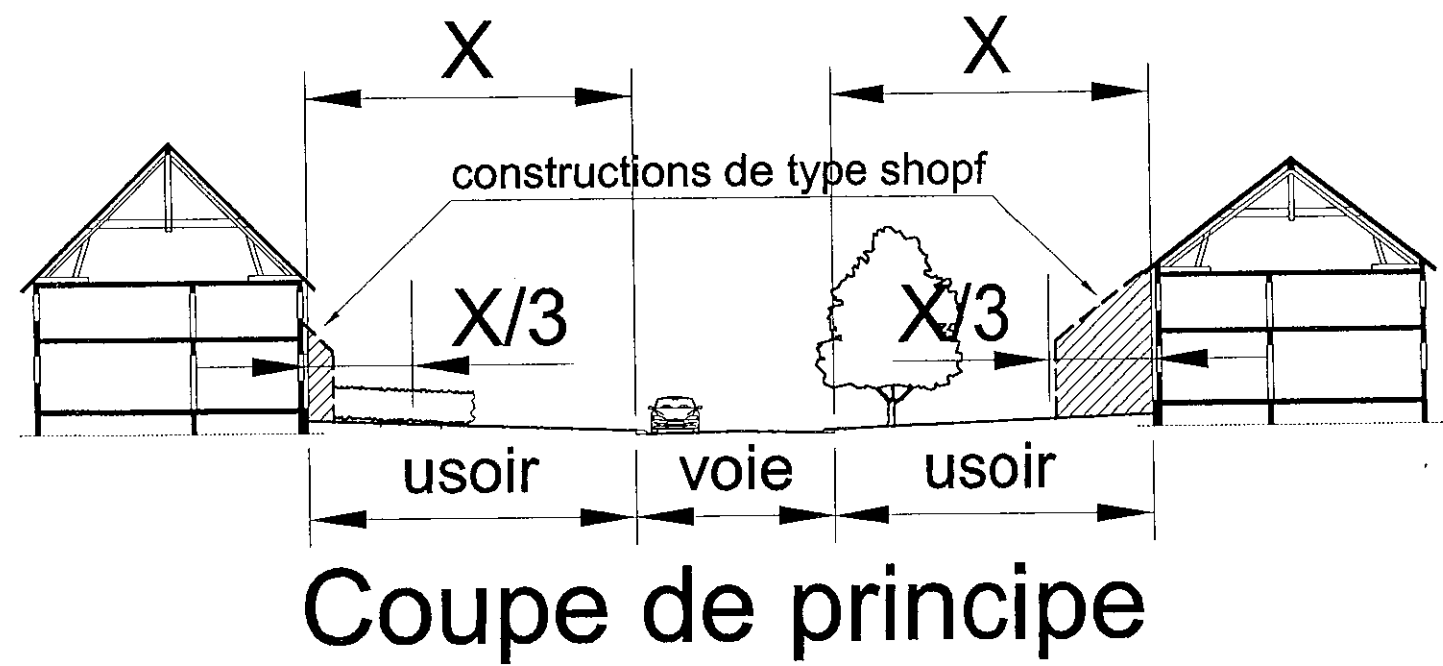 X X
constructions de type shopf
X/3 X/3
usoir voie usoir
Coupe de principe